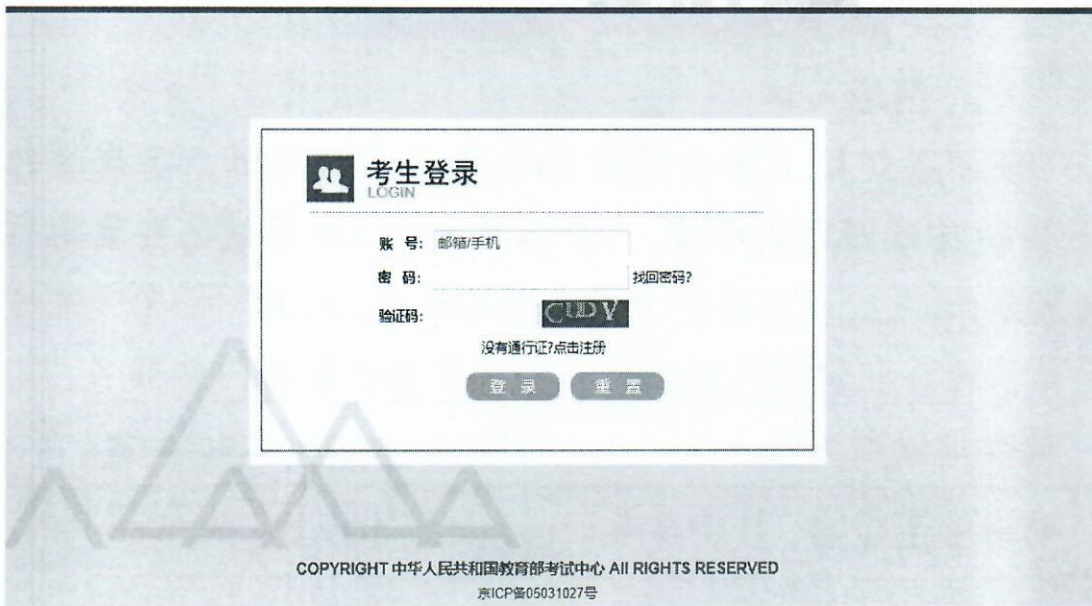 考生登录
LOGIN
账 号: 邮箱/手机
密 码: 找回密码?
验证码: CUDY
没有通行证?点击注册
登 录 重 置
COPYRIGHT 中华人民共和国教育部考试中心 All RIGHTS RESERVED
京ICP备05031027号